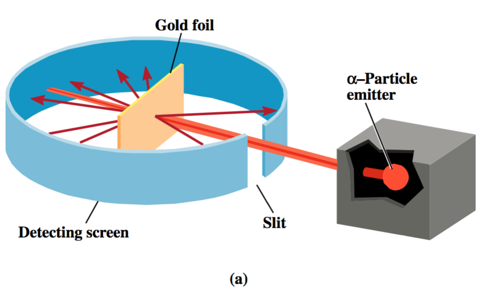 Gold foil
α–Particle
emitter
Slit
Detecting screen
(a)